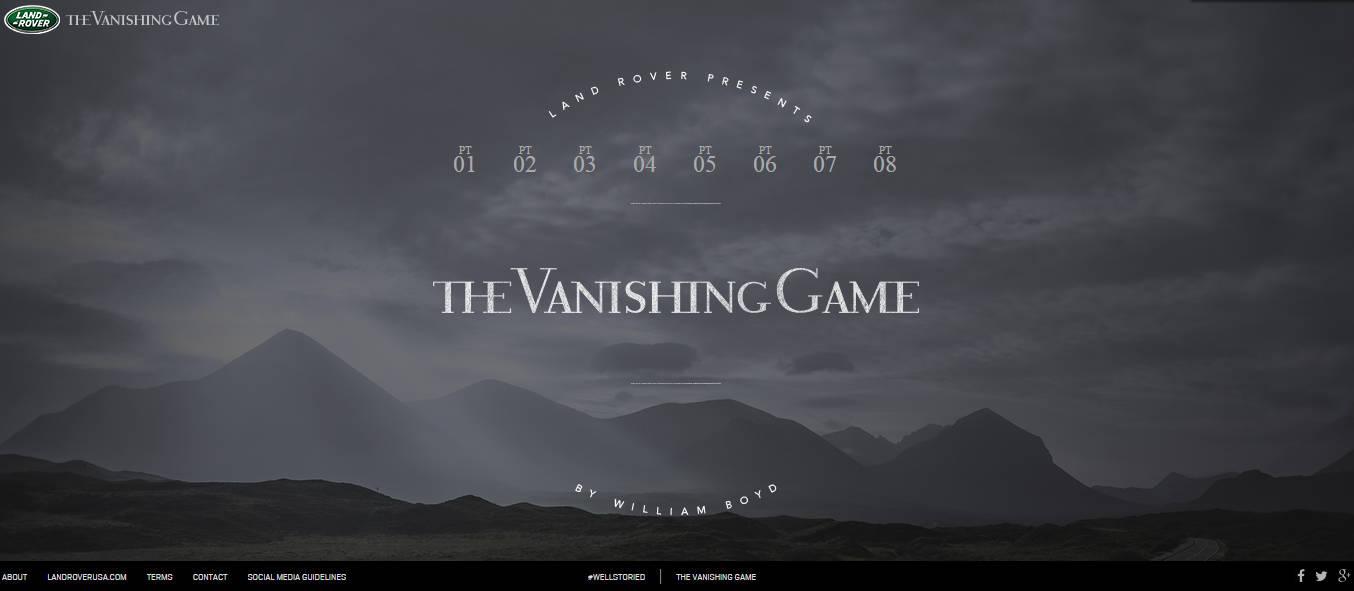 LAND ROVER THE VANISHING GAME
LAND ROVER PRESENTS
PT PT PT PT PT PT PT PT
01 02 03 04 05 06 07 08
THE VANISHING GAME
BY WILLIAM BOYD
ABOUT LANDROVERUSA.COM TERMS CONTACT SOCIAL MEDIA GUIDELINES #WELLSTORIED THE VANISHING GAME f g+